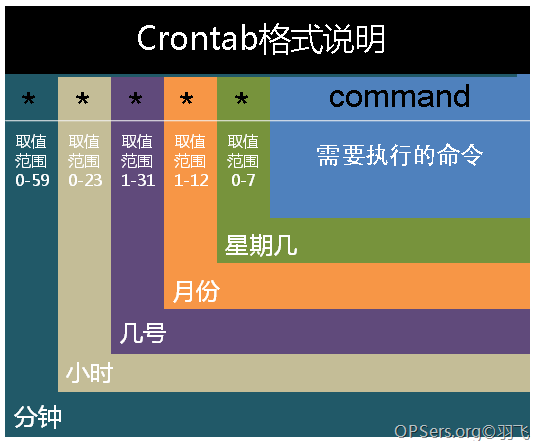 Crontab格式说明
* * * * * command
取值范围0-59
取值范围0-23
取值范围1-31
取值范围1-12
取值范围0-7
需要执行的命令
星期几
月份
几号
小时
分钟
OPSers.org©羽飞